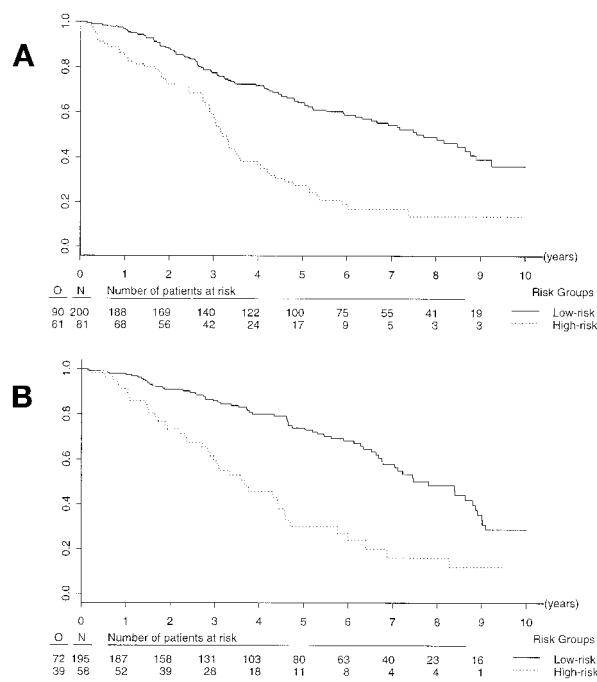 A
1.0
0.8
0.6
0.4
0.2
0.0
0 1 2 3 4 5 6 7 8 9 10 (years)
O N Number of patients at risk Risk Groups
90 200 188 169 140 122 100 75 55 41 19 Low-risk
61 81 68 56 42 24 17 9 5 3 3 High-risk
B
1.0
0.8
0.6
0.4
0.2
0.0
0 1 2 3 4 5 6 7 8 9 10 (years)
O N Number of patients at risk Risk Groups
72 195 187 158 131 103 80 63 40 23 16 Low-risk
39 58 52 39 28 18 11 8 4 4 1 High-risk